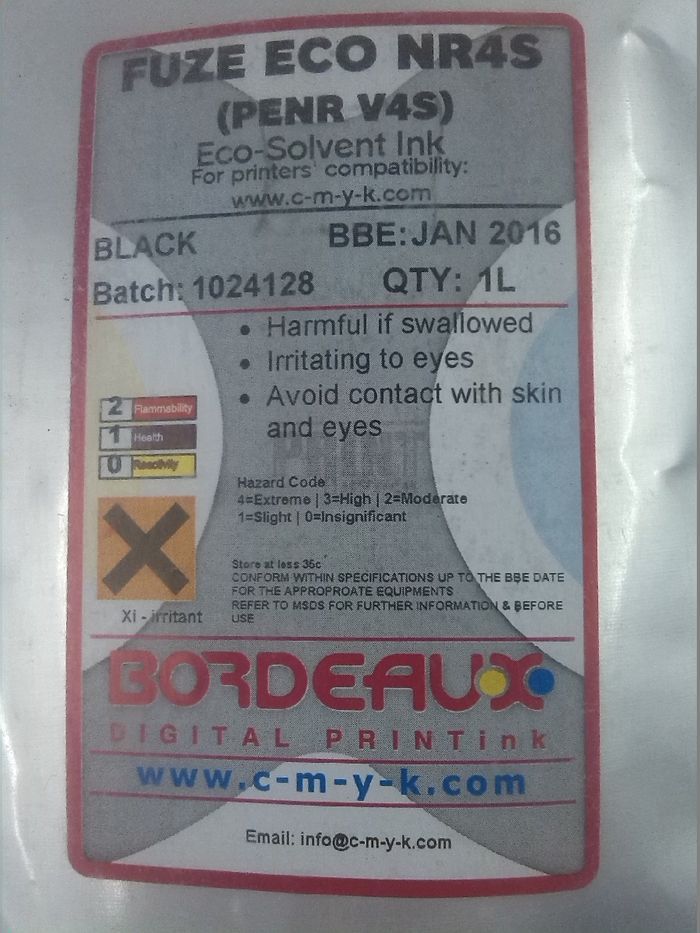 FUZE ECO NR4S
(PENR V4S)
Eco-Solvent Ink
For printers' compatibility:
www.c-m-y-k.com
BLACK BBE: JAN 2016
Batch: 1024128 QTY: 1L
• Harmful if swallowed
• Irritating to eyes
• Avoid contact with skin
and eyes
2 Flammability
1 Health
0 Reactivity
Hazard Code
4=Extreme | 3=High | 2=Moderate
1=Slight | 0=Insignificant
Xi - irritant
Store at less 35c
CONFORM WITHIN SPECIFICATIONS UP TO THE BBE DATE
FOR THE APPROPROATE EQUIPMENTS
REFER TO MSDS FOR FURTHER INFORMATION & BEFORE
USE
BORDEAUX
DIGITAL PRINTink
www.c-m-y-k.com
Email: info@c-m-y-k.com